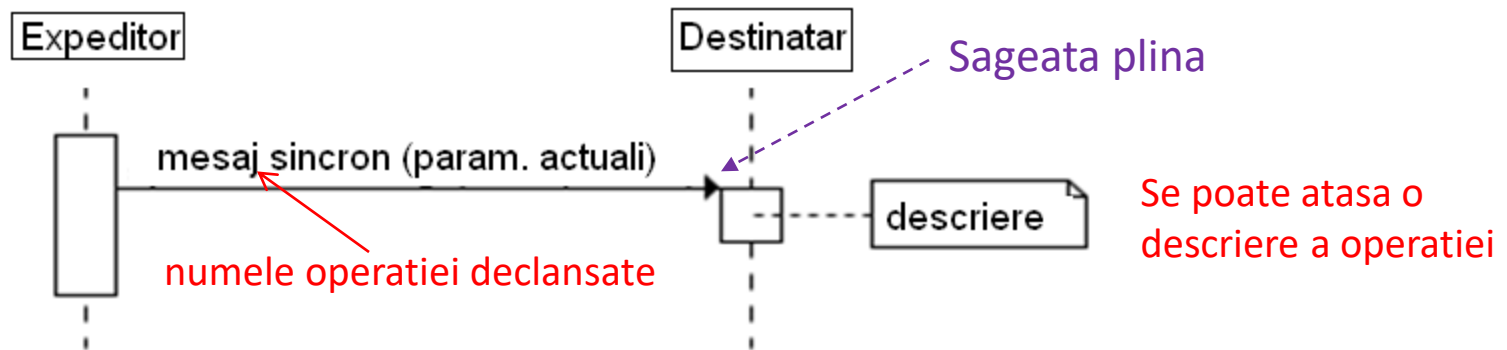 Expeditor
Destinatar
Sageata plina
mesaj sincron (param. actuali)
descriere
Se poate atasa o
descriere a operatiei
numele operatiei declansate